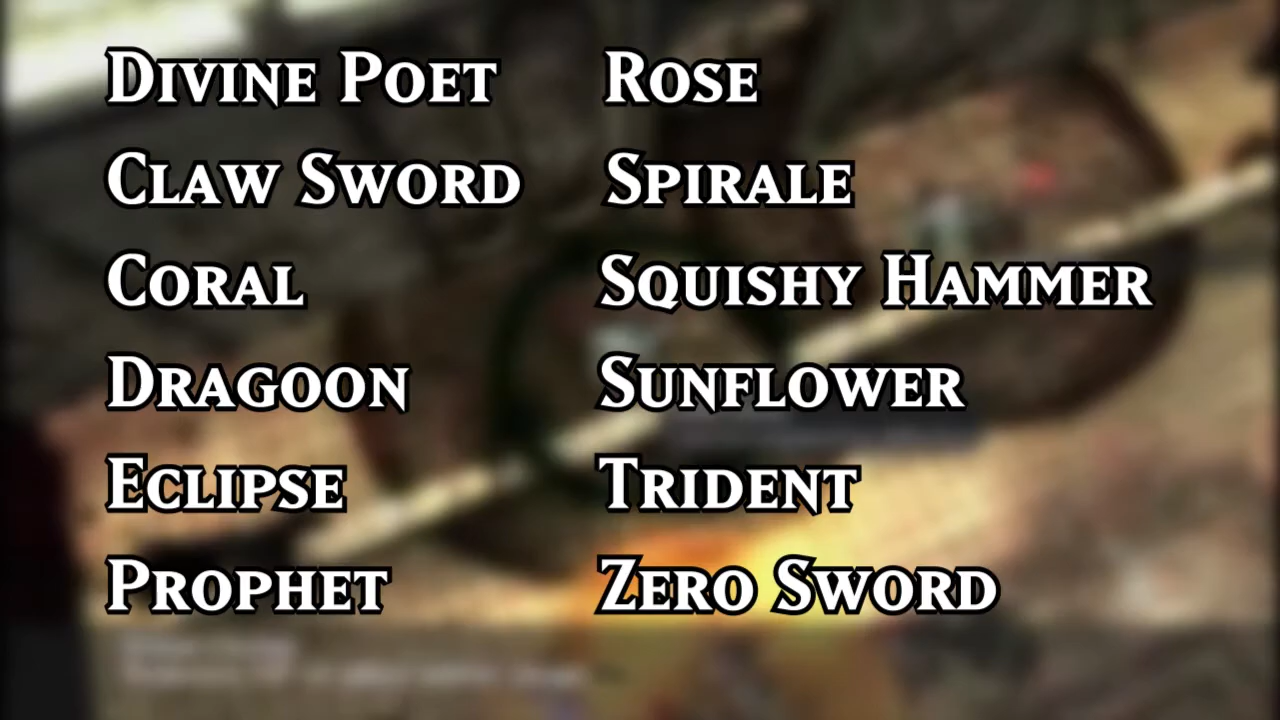 Divine Poet
Claw Sword
Coral
Dragoon
Eclipse
Prophet
Rose
Spirale
Squishy Hammer
Sunflower
Trident
Zero Sword